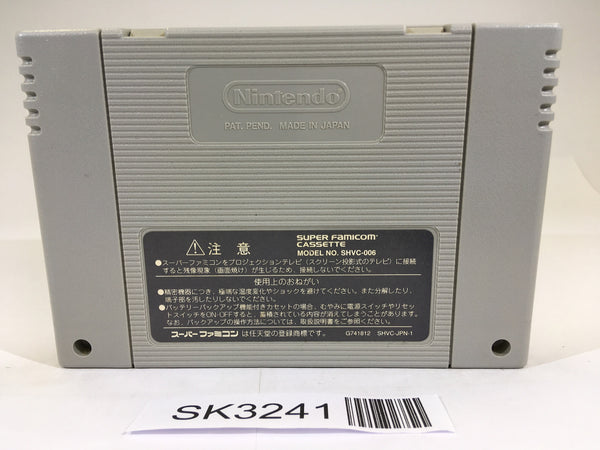 Nintendo
PAT. PEND. MADE IN JAPAN
⚠注意
SUPER FAMICOM
CASSETTE
MODEL NO. SHVC-006
●スーパーファミコンをプロジェクションテレビ(スクリーン投影式のテレビ)に接続
すると残像現象(画面焼け)が生じるため、接続しないでください。
使用上のおねがい
●精密機器につき、極端な温度変化やショックを避けてください。また分解したり、
端子部を汚したりしないでください。
●バッテリーバックアップ機能付きカセットの場合、むやみに電源スイッチやリセッ
トスイッチをON・OFFすると、蓄積されている内容が消えてしまうことがあります。
なお、バックアップの操作方法については、取扱説明書をご参照ください。
スーパーファミコン は任天堂の登録商標です。 G741812 SHVC-JPN-1
SK3241